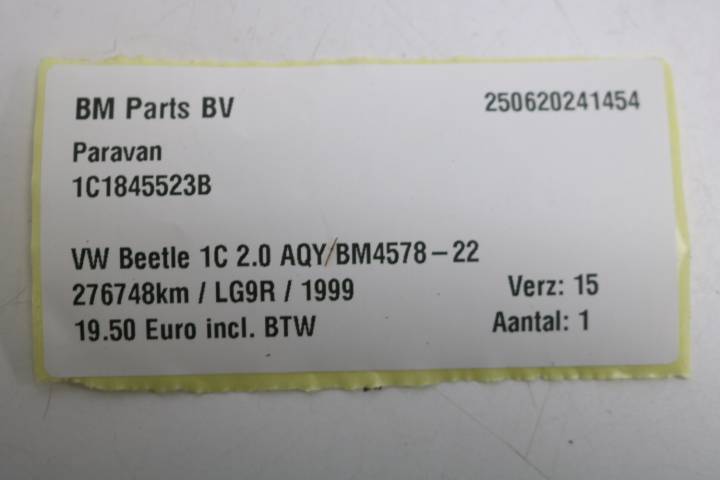 BM Parts BV 250620241454
Paravan
1C1845523B
VW Beetle 1C 2.0 AQY/BM4578-22
276748km / LG9R / 1999 Verz: 15
19.50 Euro incl. BTW Aantal: 1